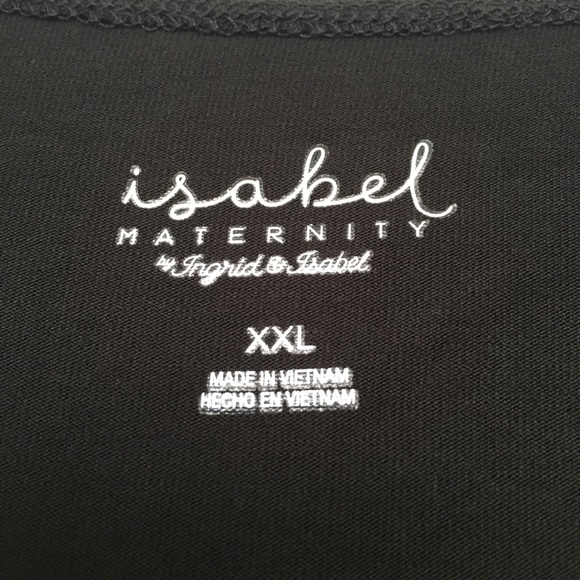 isabel
MATERNITY
by Ingrid & Isabel
XXL
MADE IN VIETNAM
HECHO EN VIETNAM